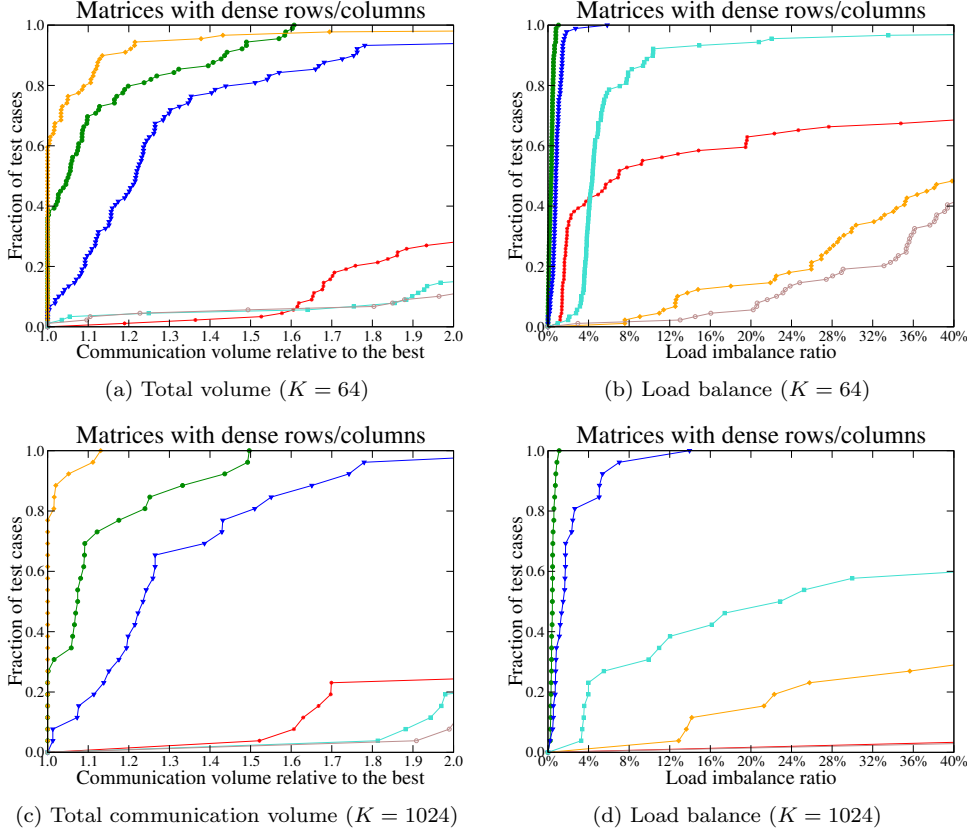 Matrices with dense rows/columns
Fraction of test cases
1.0
0.8
0.6
0.4
0.2
0.0
1.0 1.1 1.2 1.3 1.4 1.5 1.6 1.7 1.8 1.9 2.0
Communication volume relative to the best
(a) Total volume (K = 64)
Matrices with dense rows/columns
Fraction of test cases
1.0
0.8
0.6
0.4
0.2
0.0
0% 4% 8% 12% 16% 20% 24% 28% 32% 36% 40%
Load imbalance ratio
(b) Load balance (K = 64)
Matrices with dense rows/columns
Fraction of test cases
1.0
0.8
0.6
0.4
0.2
0.0
1.0 1.1 1.2 1.3 1.4 1.5 1.6 1.7 1.8 1.9 2.0
Communication volume relative to the best
(c) Total communication volume (K = 1024)
Matrices with dense rows/columns
Fraction of test cases
1.0
0.8
0.6
0.4
0.2
0.0
0% 4% 8% 12% 16% 20% 24% 28% 32% 36% 40%
Load imbalance ratio
(d) Load balance (K = 1024)